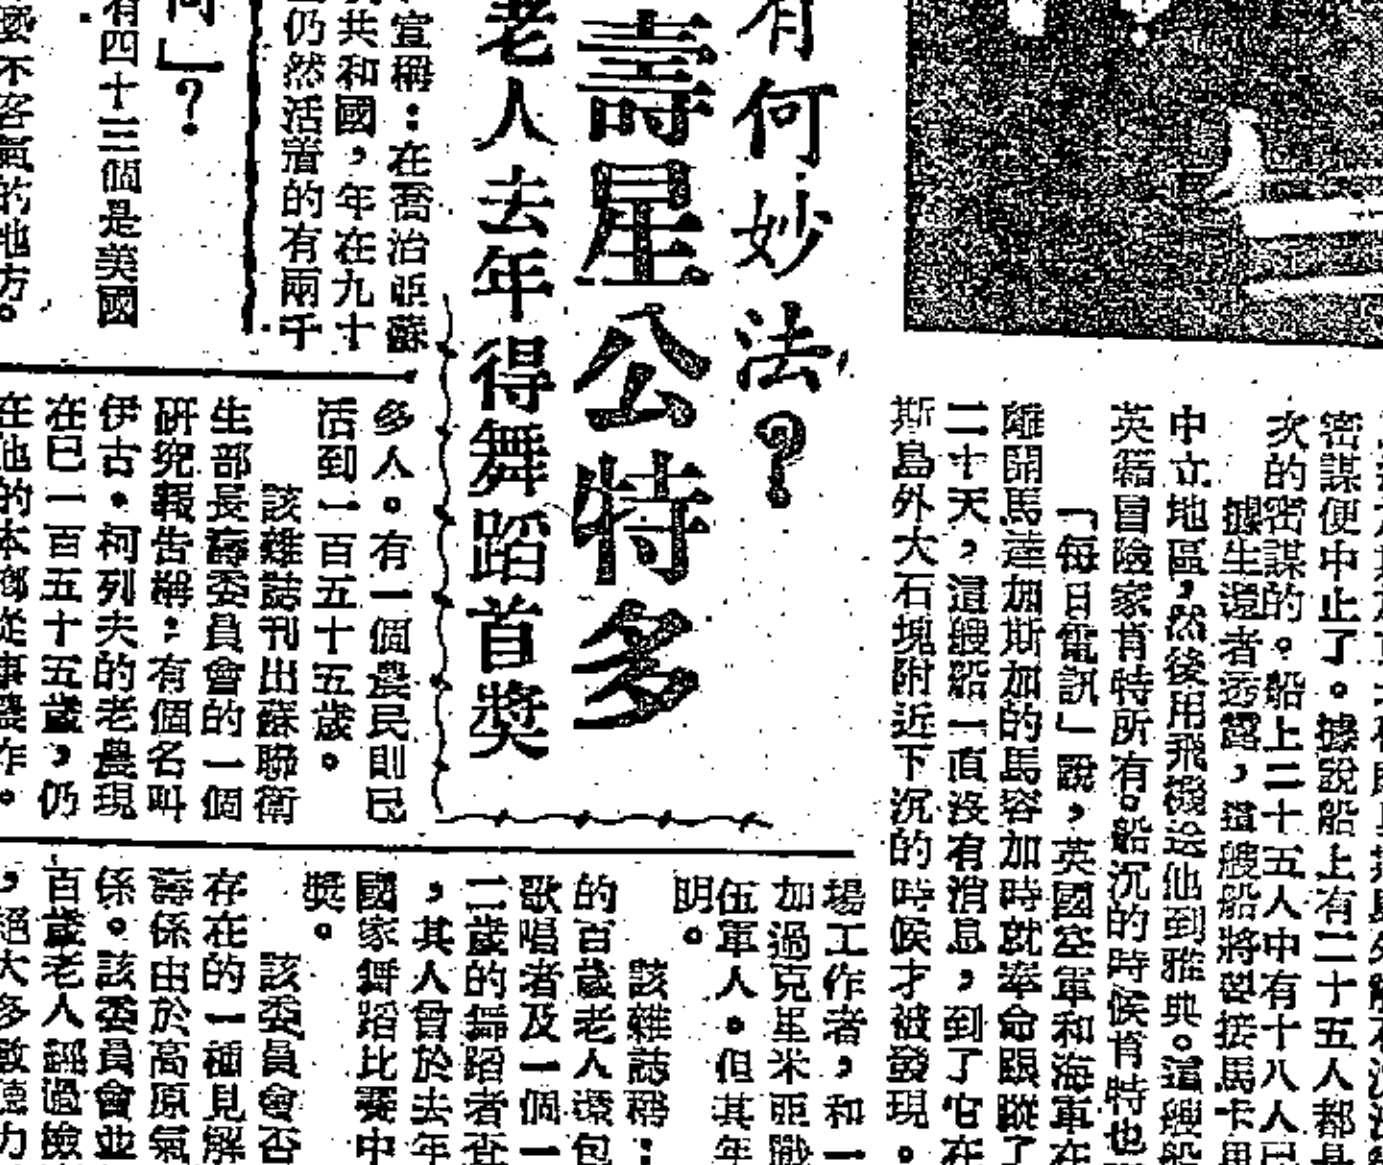 密謀便中止了。據說船上有二十五人都是
次的密謀的。船上二十五人中有十八人已
據生還者透露，這艘船將迎接馬卡里
中立地區，然後用飛機送他到雅典。這艘船
英國冒險家肯特所有。船沉的時候肯特也
「每日電訊」說，英國空軍和海軍在
離開馬達加斯加的馬容加時就奉命跟蹤了
二十天，這艘船一直沒有消息，到了它在
斯島外大石塊附近下沉的時候才被發現。
有何妙法？
壽星公特多
老人去年得舞蹈首獎
宣稱：在喬治亞蘇
共和國，年在九十
仍然活着的有兩千
多人。有一個農民則已
活到一百五十五歲。
該雜誌刊出蘇聯衛
生部長壽委員會的一個
研究報告稱：有個名叫
伊古·柯列夫的老農現
在已一百五十五歲，仍
在他的本鄉從事農作。
場工作者，和一
加過克里米亞戰
伍軍人。但其年
明。
該雜誌稱：
的百歲老人還包
歌唱者及一個一
二歲的舞蹈者
，其人曾於去年
國家舞蹈比賽中
獎。
該委員會否
存在的一種見解
壽係由於高原氣
係。該委員會並
百歲老人經過檢
，絕大多數聽力
何」？
有四十三個是美國
麼不客氣的地方。